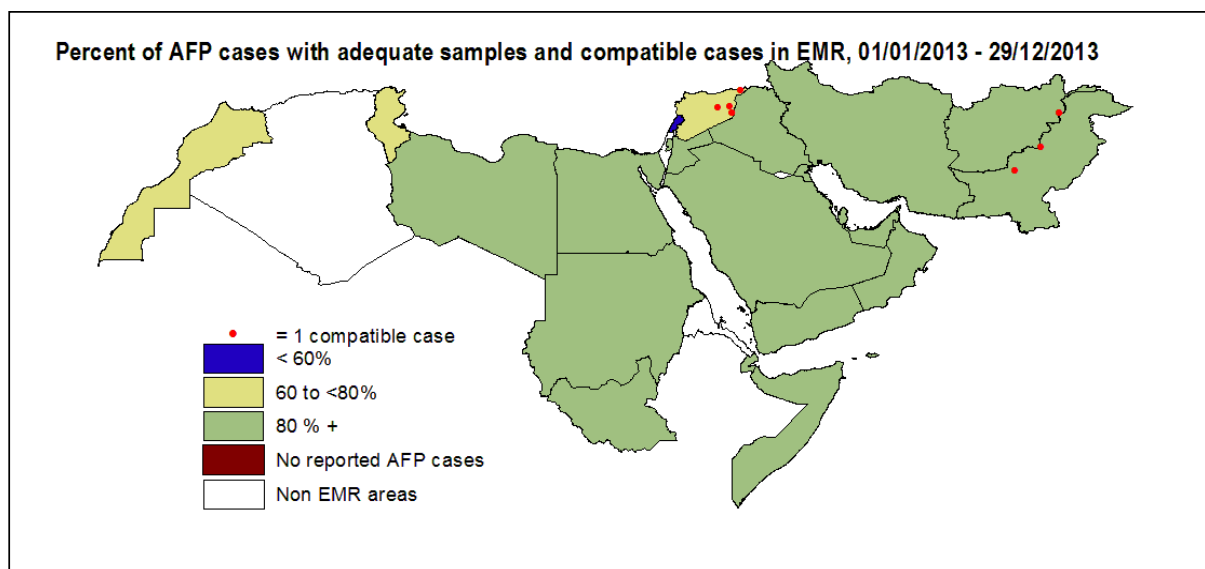 Percent of AFP cases with adequate samples and compatible cases in EMR, 01/01/2013 - 29/12/2013
= 1 compatible case
< 60%
60 to <80%
80 % +
No reported AFP cases
Non EMR areas